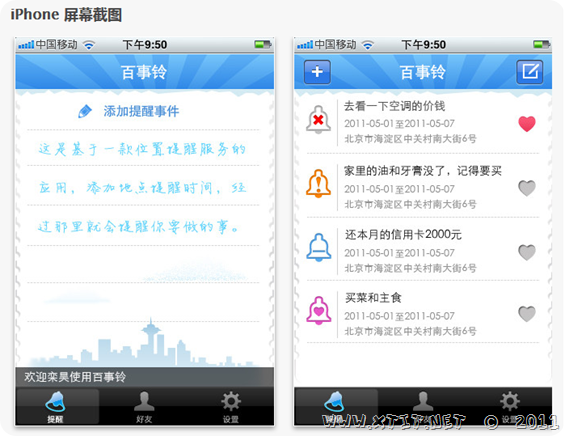 iPhone 屏幕截图
中国移动 下午9:50
百事铃
添加提醒事件
这是基于一款位置提醒服务的
应用，添加地点提醒时间，经
过那里就会提醒你要做的事。
欢迎栾昊使用百事铃
提醒 好友 设置
中国移动 下午9:50
百事铃
去看一下空调的价钱
2011-05-01至2011-05-07
北京市海淀区中关村南大街6号
家里的油和牙膏没了，记得要买
2011-05-01至2011-05-07
北京市海淀区中关村南大街6号
还本月的信用卡2000元
2011-05-01至2011-05-07
北京市海淀区中关村南大街6号
买菜和主食
2011-05-01至2011-05-07
北京市海淀区中关村南大街6号
提醒 好友 设置
www.xtit.net © 2011